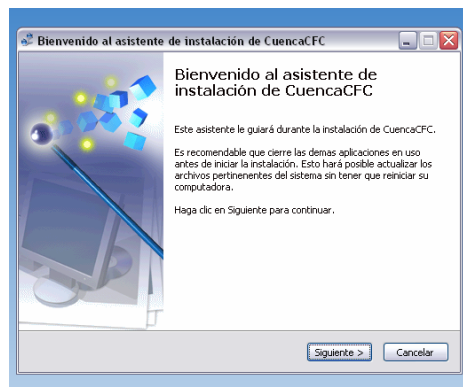 Bienvenido al asistente de instalación de CuencaCFC
Bienvenido al asistente de
instalación de CuencaCFC
Este asistente le guiará durante la instalación de CuencaCFC.
Es recomendable que cierre las demas aplicaciones en uso
antes de iniciar la instalación. Esto hará posible actualizar los
archivos pertinenentes del sistema sin tener que reiniciar su
computadora.
Haga clic en Siguiente para continuar.
Siguiente > Cancelar